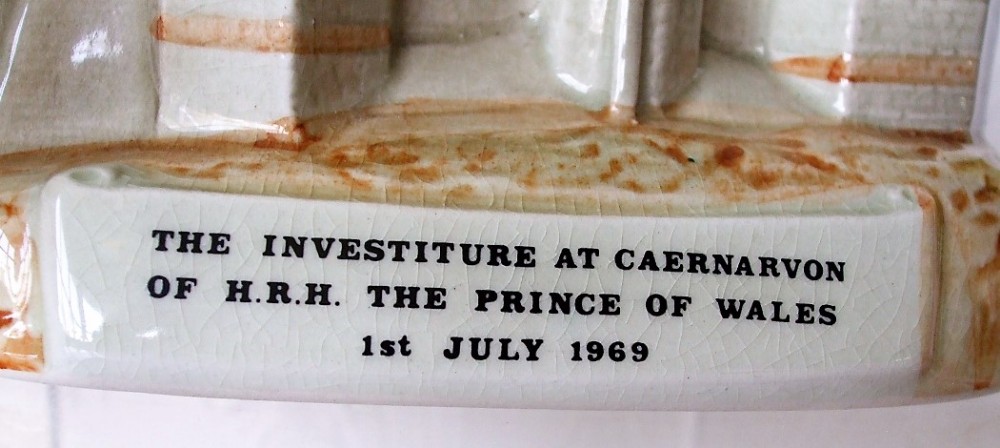 THE INVESTITURE AT CAERNARVON
OF H.R.H. THE PRINCE OF WALES
1st JULY 1969